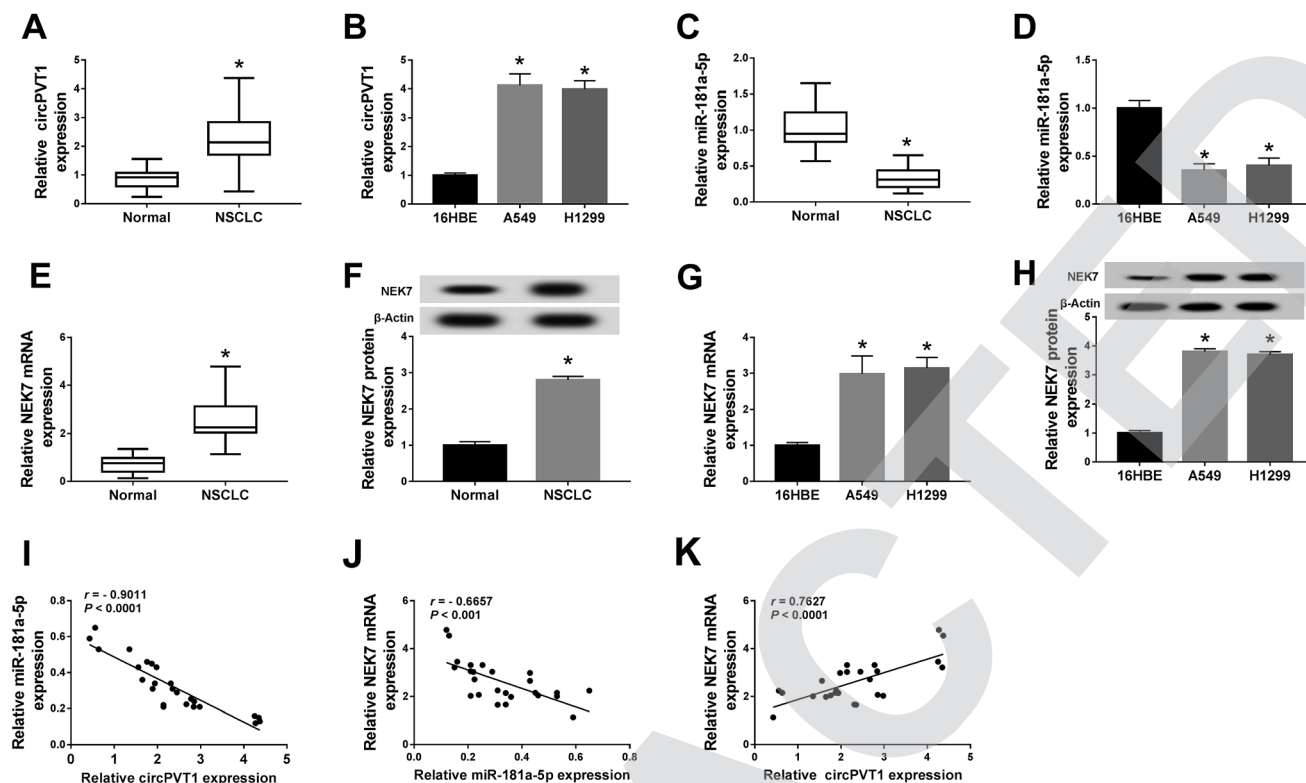 A
Relative circPVT1
expression
5
4
3
2
1
0
*
Normal
NSCLC
B
Relative circPVT1
expression
5
4
3
2
1
0
*
*
16HBE
A549
H1299
C
Relative miR-181a-5p
expression
2.0
1.5
1.0
0.5
0.0
*
Normal
NSCLC
D
Relative miR-181a-5p
expression
1.5
1.0
0.5
0.0
*
*
16HBE
A549
H1299
E
Relative NEK7 mRNA
expression
6
4
2
0
*
Normal
NSCLC
F
NEK7
β-Actin
Relative NEK7 protein
expression
4
3
2
1
0
*
Normal
NSCLC
G
Relative NEK7 mRNA
expression
4
3
2
1
0
*
*
16HBE
A549
H1299
H
NEK7
β-Actin
Relative NEK7 protein
expression
5
4
3
2
1
0
*
*
16HBE
A549
H1299
I
r = - 0.9011
P < 0.0001
Relative miR-181a-5p
expression
0.8
0.6
0.4
0.2
0.0
0
1
2
3
4
5
Relative circPVT1 expression
J
r = - 0.6657
P < 0.001
Relative NEK7 mRNA
expression
6
4
2
0
0.0
0.2
0.4
0.6
0.8
Relative miR-181a-5p expression
K
r = 0.7627
P < 0.0001
Relative NEK7 mRNA
expression
6
4
2
0
0
1
2
3
4
5
Relative circPVT1 expression